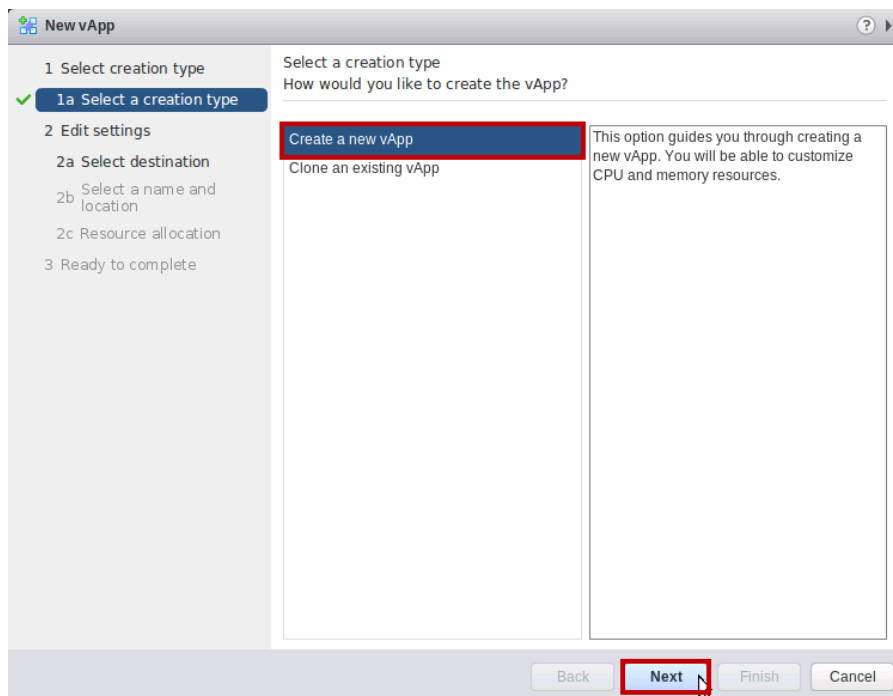 New vApp
?
1 Select creation type
1a Select a creation type
2 Edit settings
2a Select destination
2b Select a name and
location
2c Resource allocation
3 Ready to complete
Select a creation type
How would you like to create the vApp?
Create a new vApp
Clone an existing vApp
This option guides you through creating a
new vApp. You will be able to customize
CPU and memory resources.
Back
Next
Finish
Cancel